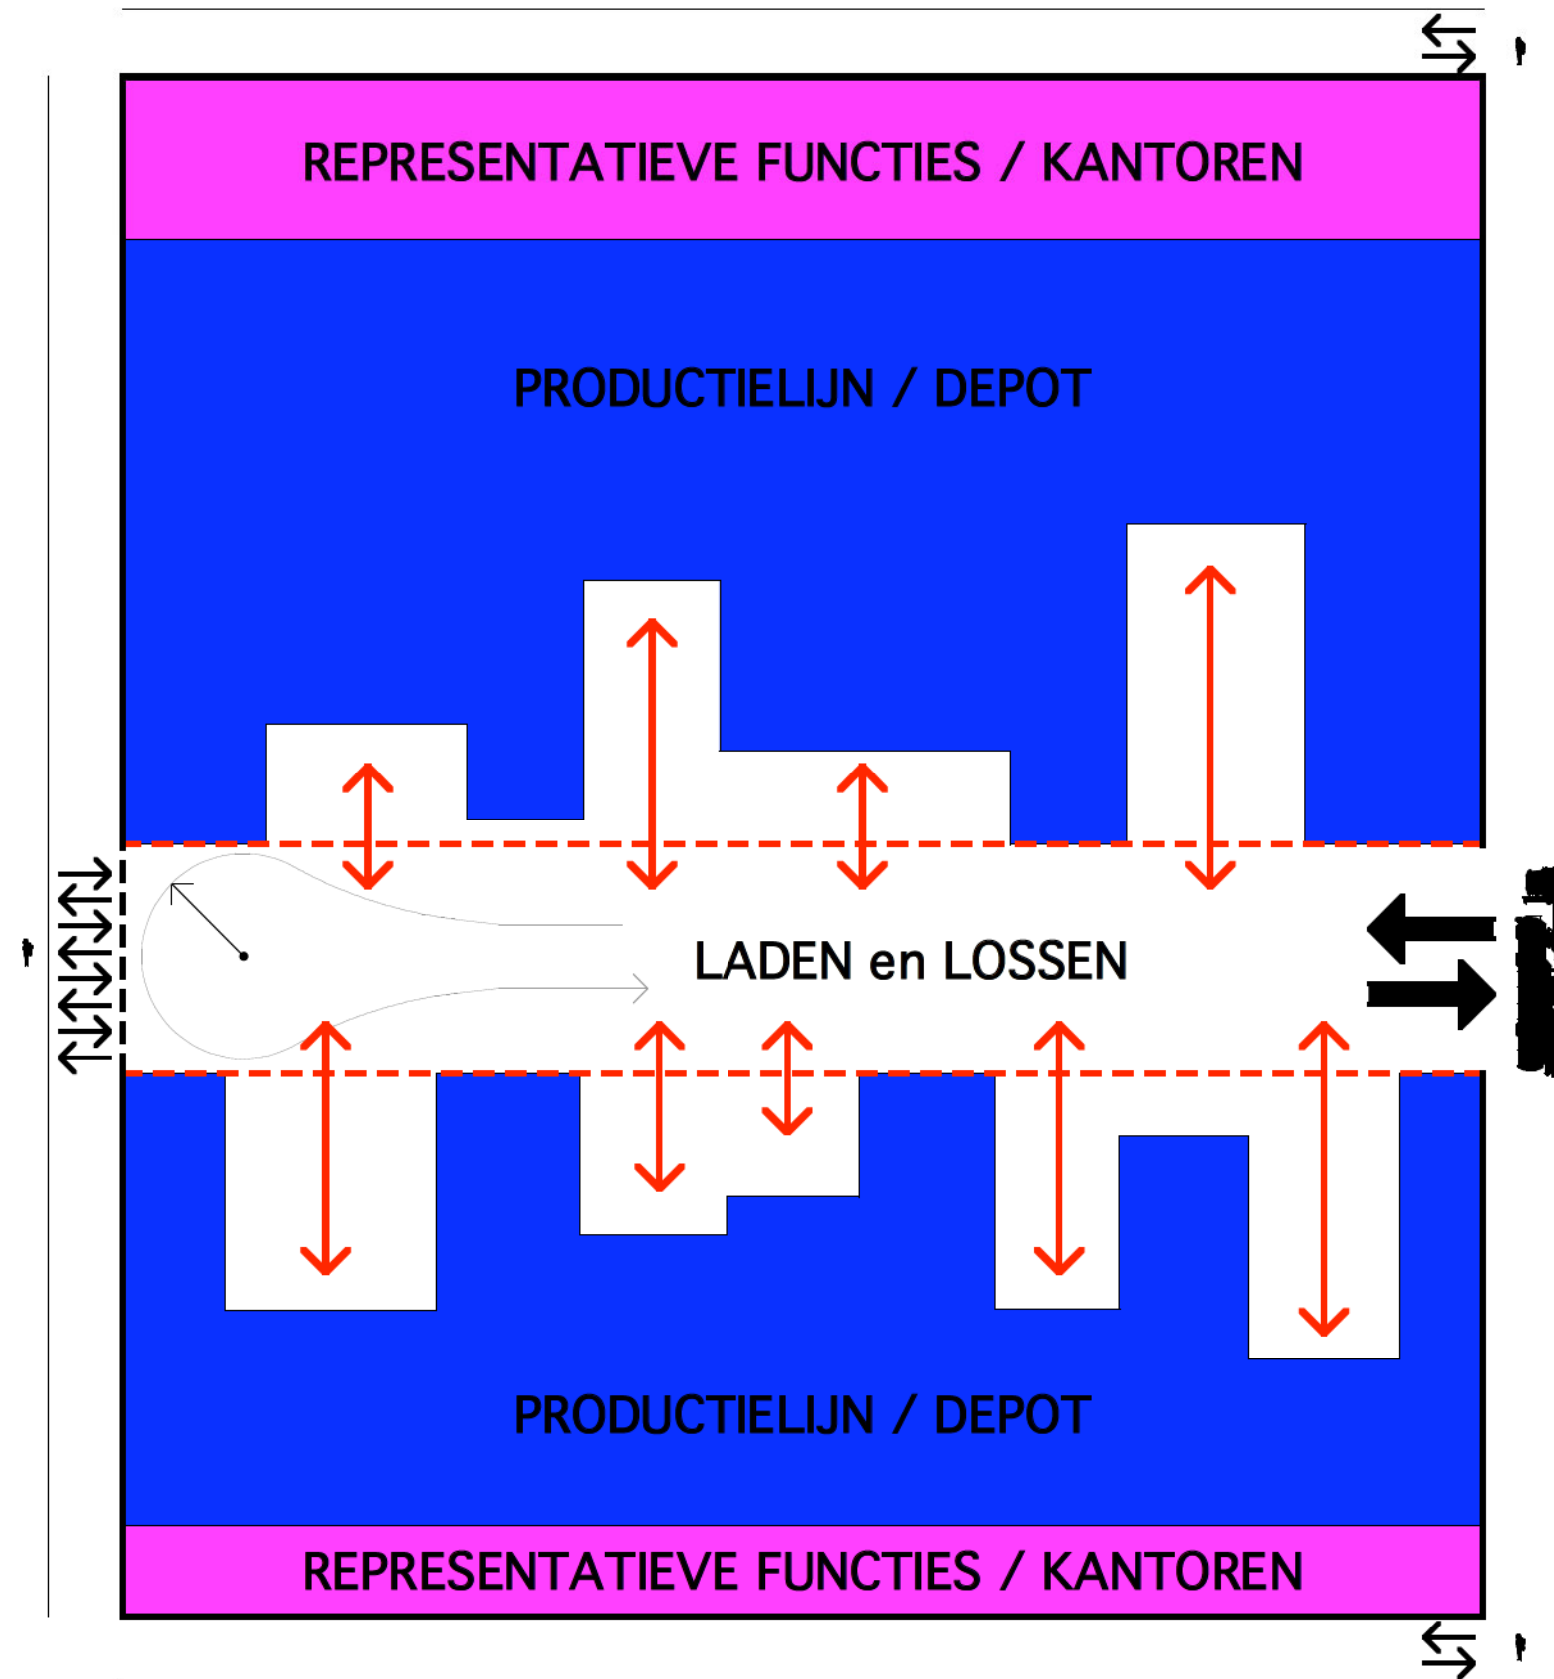 REPRESENTATIEVE FUNCTIES / KANTOREN
PRODUCTIELIJN / DEPOT
LADEN en LOSSEN
PRODUCTIELIJN / DEPOT
REPRESENTATIEVE FUNCTIES / KANTOREN